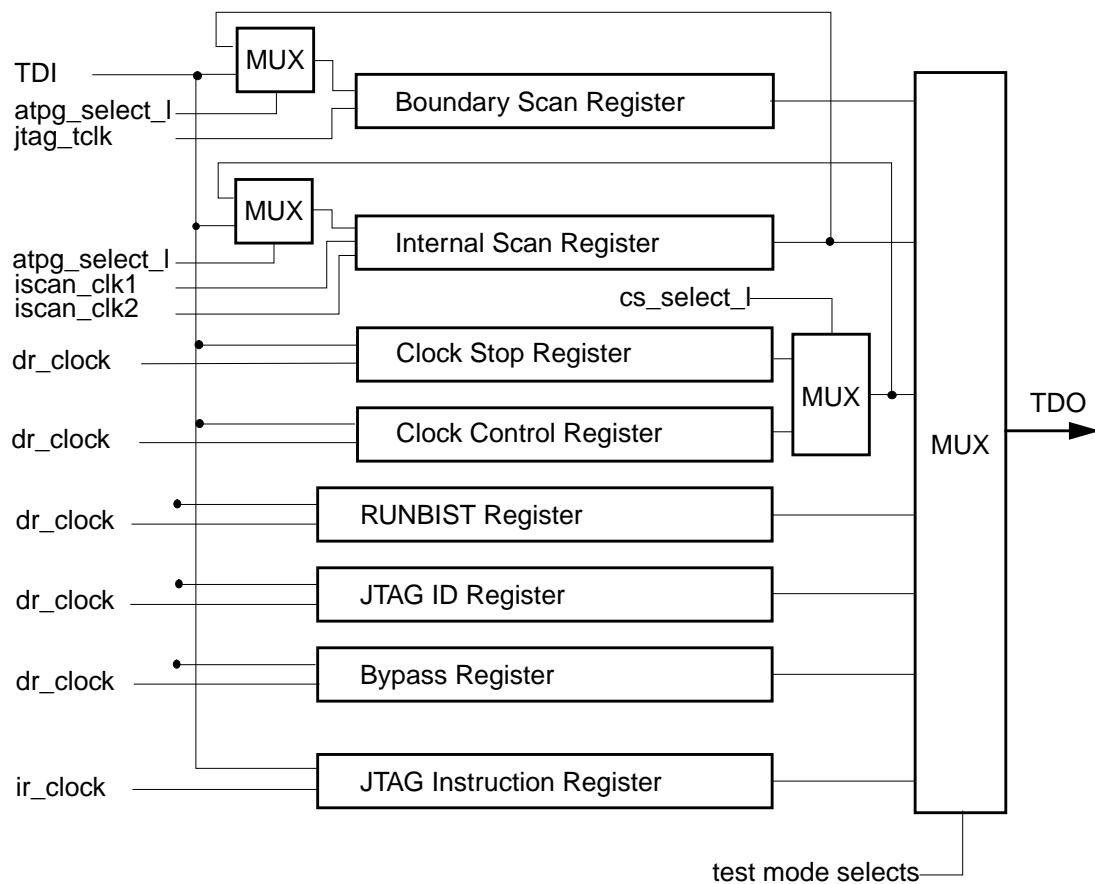 MUX
TDI
Boundary Scan Register
atpg_select_l
jtag_tclk
MUX
Internal Scan Register
atpg_select_l
iscan_clk1
iscan_clk2
cs_select_l
Clock Stop Register
dr_clock
MUX
TDO
Clock Control Register
dr_clock
MUX
RUNBIST Register
dr_clock
JTAG ID Register
dr_clock
Bypass Register
dr_clock
JTAG Instruction Register
ir_clock
test mode selects